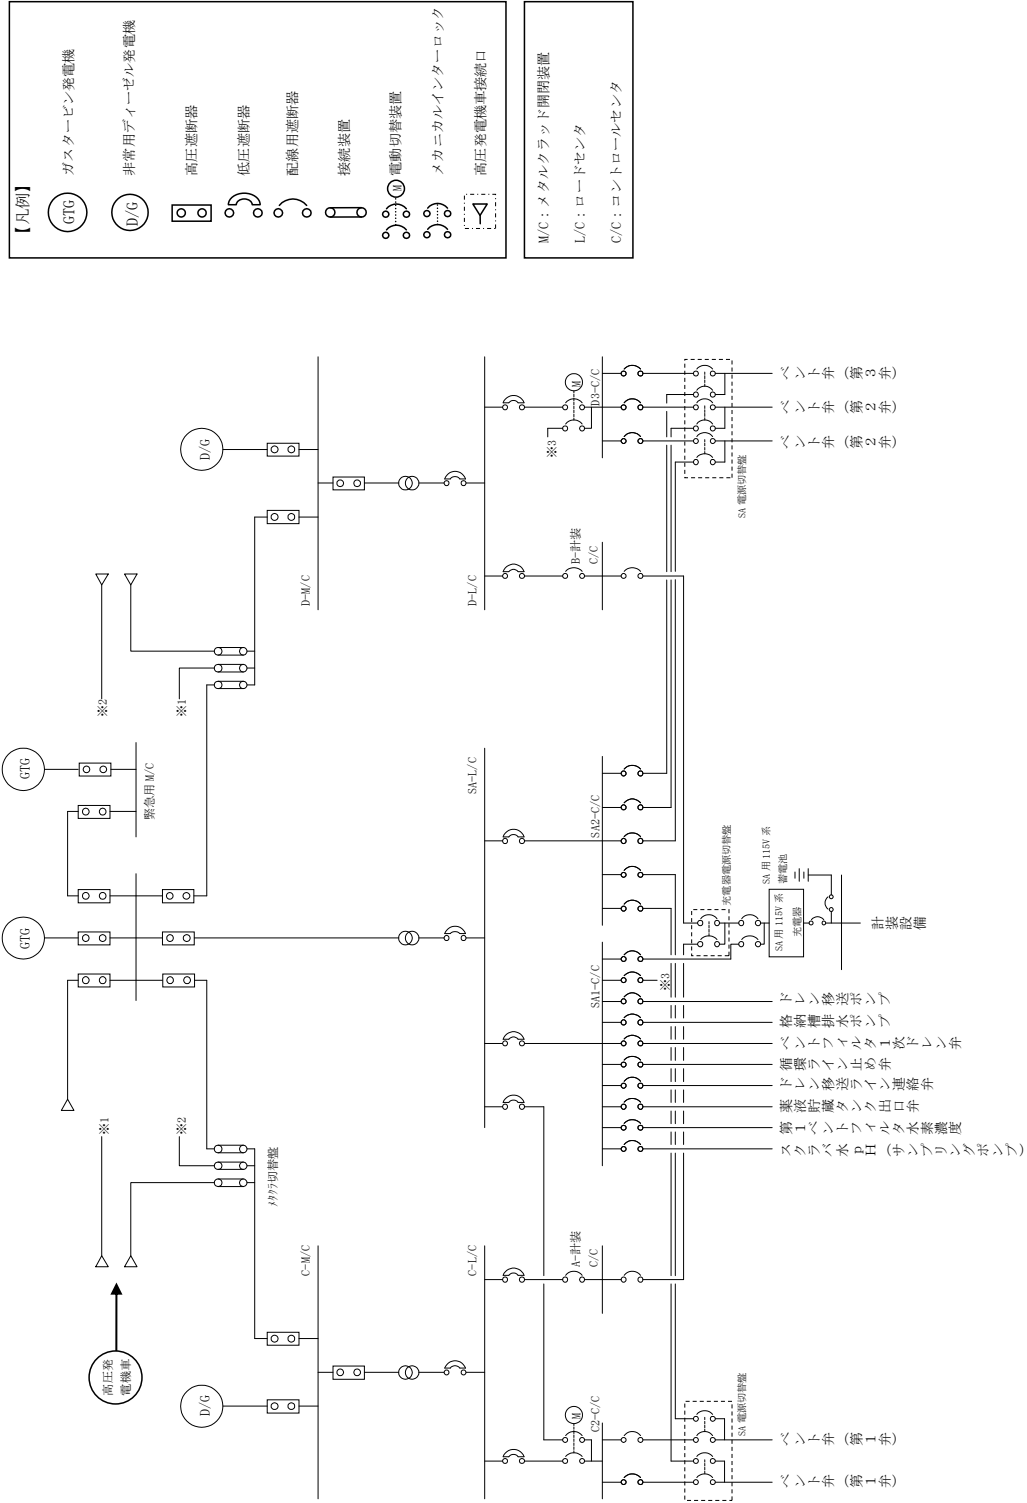 【凡例】
GTG
ガスタービン発電機
D/G
非常用ディーゼル発電機
高圧遮断器
低圧遮断器
配線用遮断器
接続装置
M
電動切替装置
メカニカルインターロック
高圧発電機車接続口
M/C：メタルクラッド開閉装置
L/C：ロードセンタ
C/C：コントロールセンタ
高圧発
電機車
※1
※2
GTG
GTG
緊急用M/C
※2
※1
メタクラ切替盤
D/G
C-M/C
D/G
D-M/C
C-L/C
SA-L/C
D-L/C
M
C2-C/C
A-計装
C/C
SA1-C/C
※3
SA2-C/C
B-計装
C/C
※3
M
D3-C/C
SA電源切替盤
充電器電源切替盤
SA用115V系
充電器
SA用115V系
蓄電池
計装設備
SA電源切替盤
ベント弁（第1弁）
ベント弁（第1弁）
スクラバ水pH（サンプリングポンプ）
第1ベントフィルタ水素濃度
薬液貯蔵タンク出口弁
ドレン移送ライン連絡弁
循環ライン止め弁
ベントフィルタ1次ドレン弁
格納槽排水ポンプ
ドレン移送ポンプ
ベント弁（第2弁）
ベント弁（第2弁）
ベント弁（第3弁）